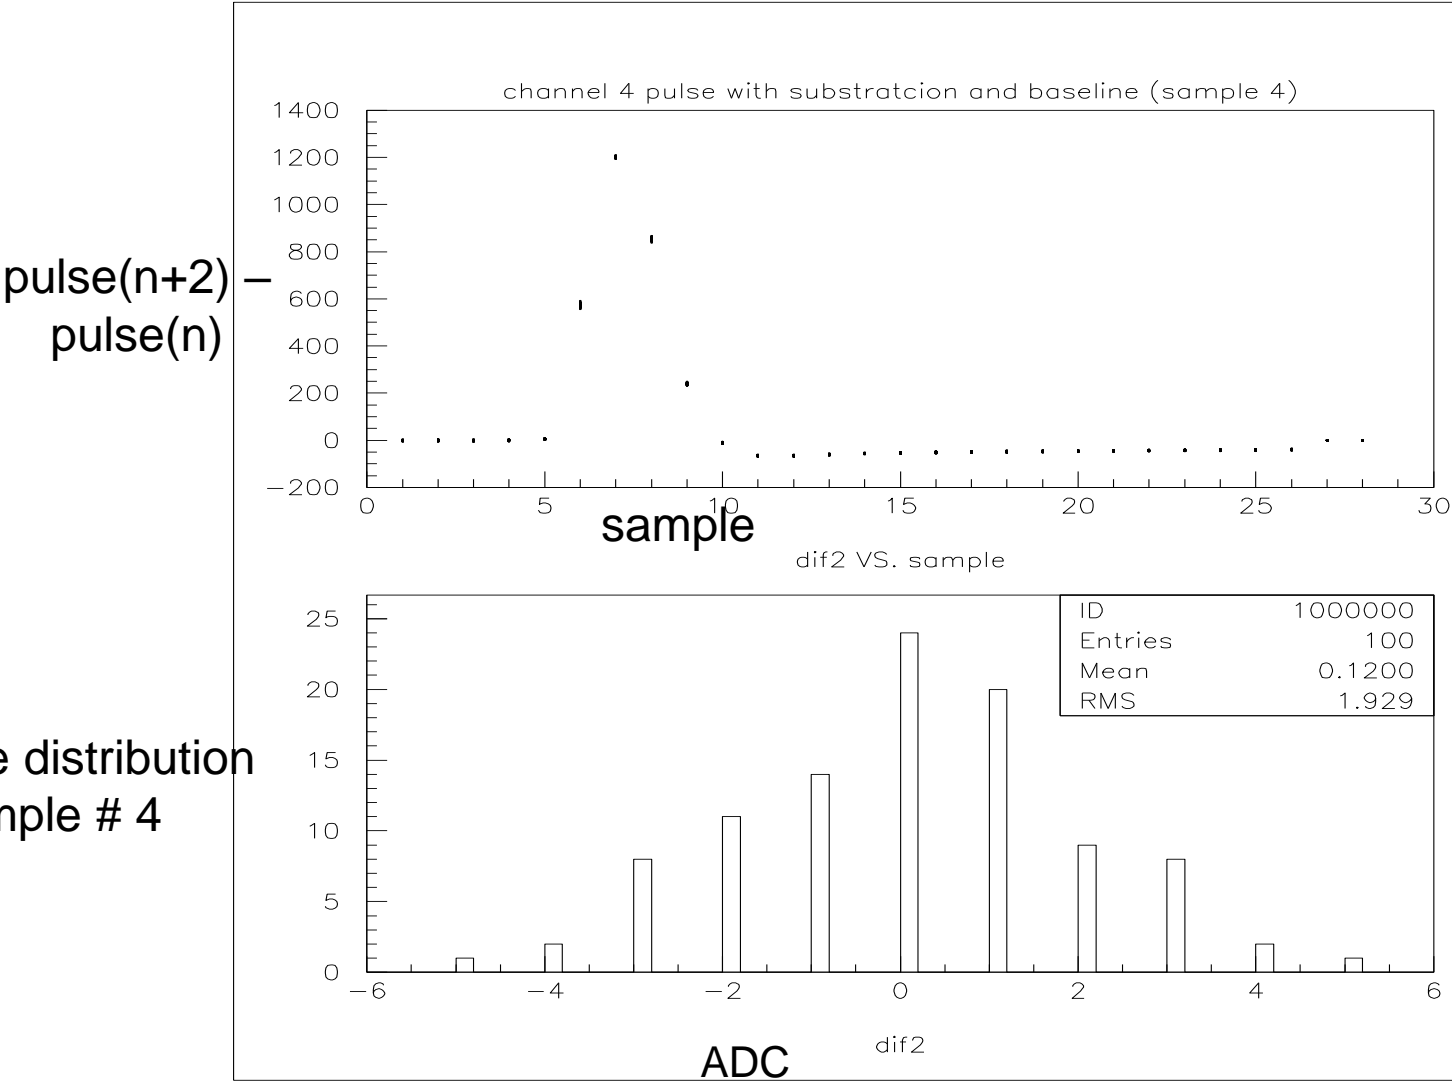 channel 4 pulse with substratcion and baseline (sample 4)
1400
1200
1000
800
600
400
200
0
−200
pulse(n+2) –
pulse(n)
0 5 10 15 20 25 30
sample
dif2 VS. sample
ID 1000000
Entries 100
Mean 0.1200
RMS 1.929
25
20
15
10
5
0
e distribution
mple # 4
−6 −4 −2 0 2 4 6
dif2
ADC